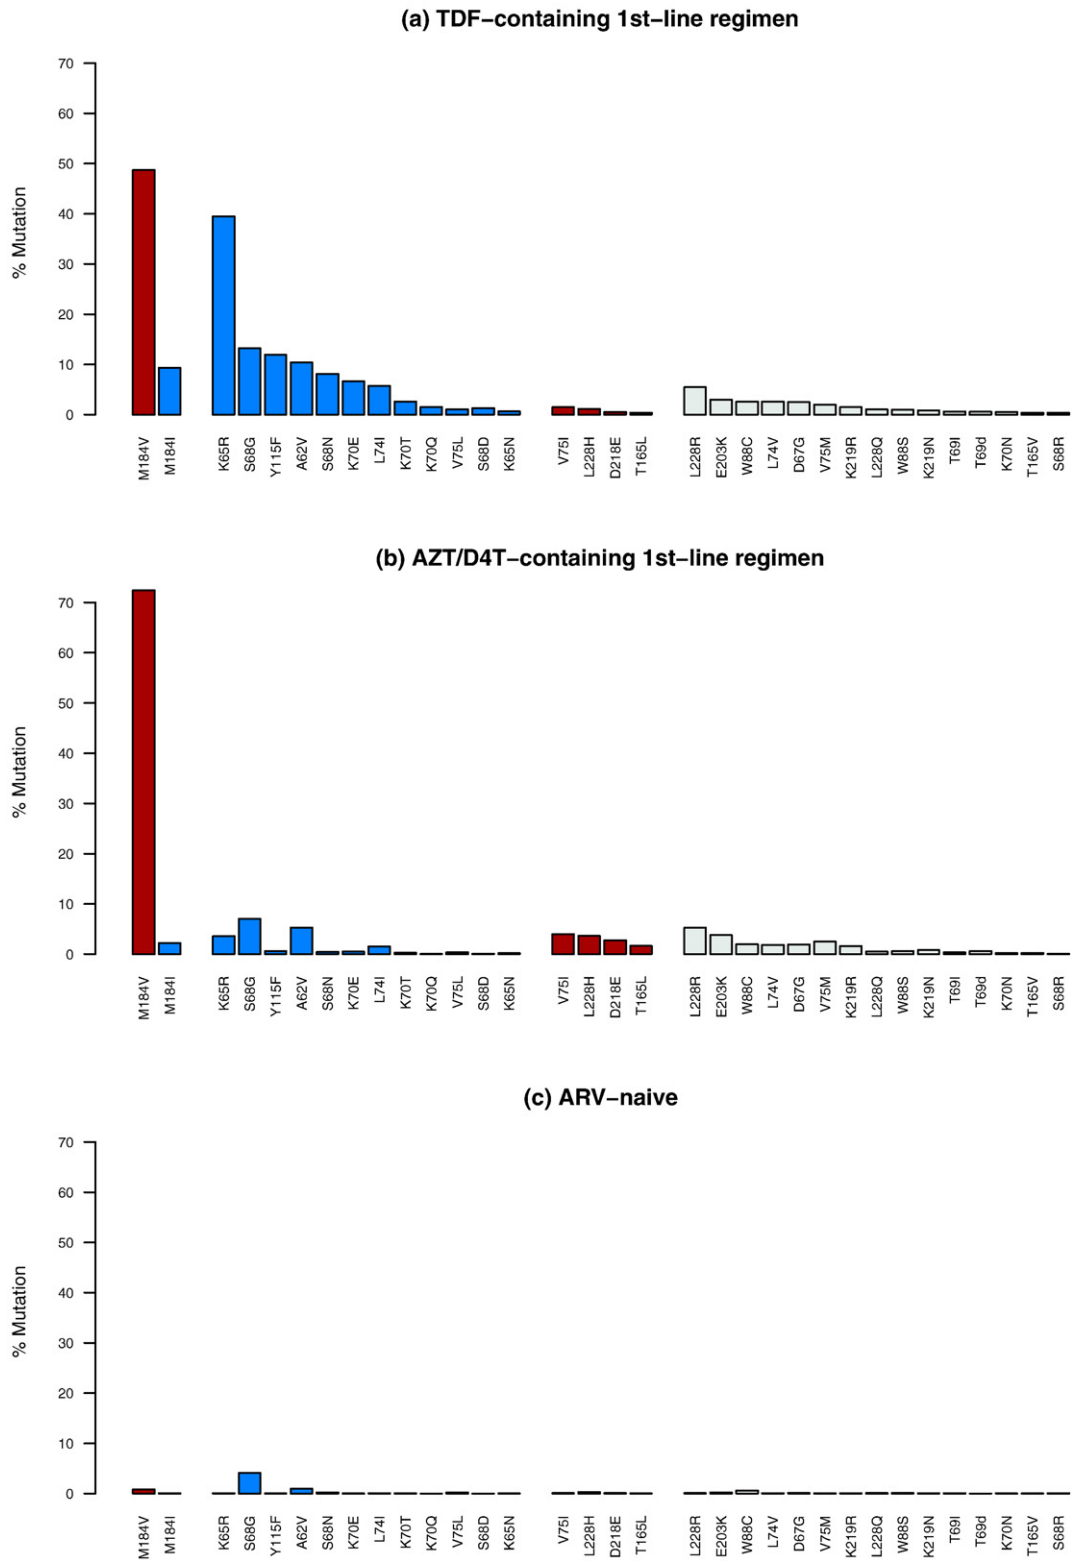 (a) TDF−containing 1st−line regimen
70
60
50
40
30
20
10
0
% Mutation
M184V M184I K65R S68G Y115F A62V S68N K70E L74I K70T K70Q V75L S68D K65N V75I L228H D218E T165L L228R E203K W88C L74V D67G V75M K219R L228Q W88S K219N T69I T69d K70N T165V S68R
(b) AZT/D4T−containing 1st−line regimen
70
60
50
40
30
20
10
0
% Mutation
M184V M184I K65R S68G Y115F A62V S68N K70E L74I K70T K70Q V75L S68D K65N V75I L228H D218E T165L L228R E203K W88C L74V D67G V75M K219R L228Q W88S K219N T69I T69d K70N T165V S68R
(c) ARV−naive
70
60
50
40
30
20
10
0
% Mutation
M184V M184I K65R S68G Y115F A62V S68N K70E L74I K70T K70Q V75L S68D K65N V75I L228H D218E T165L L228R E203K W88C L74V D67G V75M K219R L228Q W88S K219N T69I T69d K70N T165V S68R